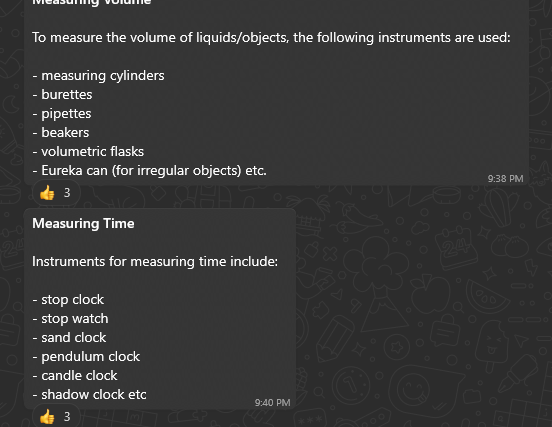 Measuring Volume
To measure the volume of liquids/objects, the following instruments are used:
- measuring cylinders
- burettes
- pipettes
- beakers
- volumetric flasks
- Eureka can (for irregular objects) etc.
9:38 PM
👍 3
Measuring Time
Instruments for measuring time include:
- stop clock
- stop watch
- sand clock
- pendulum clock
- candle clock
- shadow clock etc
9:40 PM
👍 3